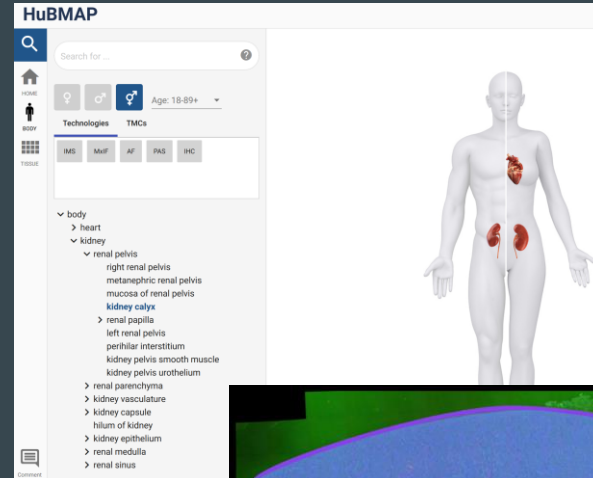 HuBMAP
Search for ...
HOME
BODY
TISSUE
Age: 18-89+
Technologies TMCs
IMS MxIF AF PAS IHC
body
heart
kidney
renal pelvis
right renal pelvis
metanephric renal pelvis
mucosa of renal pelvis
kidney calyx
renal papilla
left renal pelvis
perihilar interstitium
kidney pelvis smooth muscle
kidney pelvis urothelium
renal parenchyma
kidney vasculature
kidney capsule
hilum of kidney
kidney epithelium
renal medulla
renal sinus
Comment